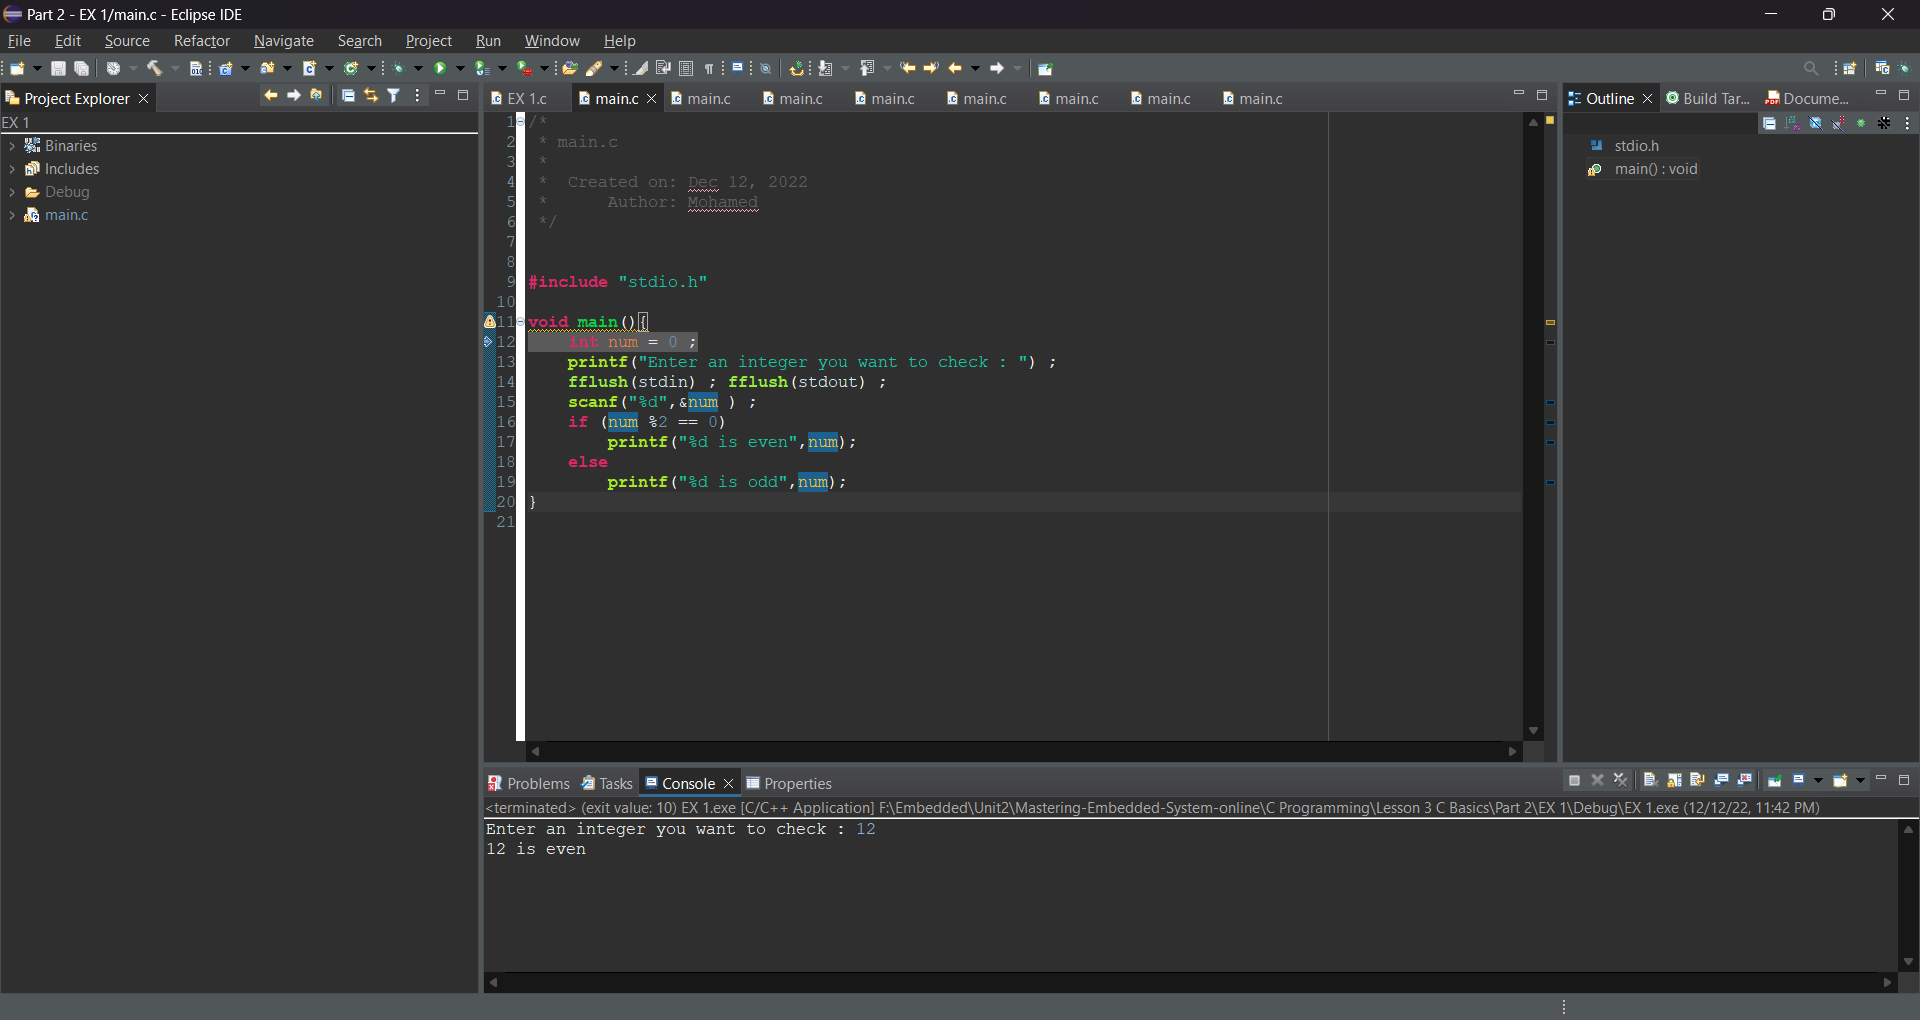 Part 2 - EX 1/main.c - Eclipse IDE
File Edit Source Refactor Navigate Search Project Run Window Help
Project Explorer
EX 1
Binaries
Includes
Debug
main.c
EX 1.c main.c main.c main.c main.c main.c main.c main.c main.c
1 /*
2 * main.c
3 *
4 * Created on: Dec 12, 2022
5 * Author: Mohamed
6 */
7
8
9 #include "stdio.h"
10
11 void main(){
12 int num = 0 ;
13 printf("Enter an integer you want to check : ") ;
14 fflush(stdin) ; fflush(stdout) ;
15 scanf("%d",&num ) ;
16 if (num %2 == 0)
17 printf("%d is even",num);
18 else
19 printf("%d is odd",num);
20 }
21
Outline Build Tar... Docume...
stdio.h
main() : void
Problems Tasks Console Properties
<terminated> (exit value: 10) EX 1.exe [C/C++ Application] F:\Embedded\Unit2\Mastering-Embedded-System-online\C Programming\Lesson 3 C Basics\Part 2\EX 1\Debug\EX 1.exe (12/12/22, 11:42 PM)
Enter an integer you want to check : 12
12 is even